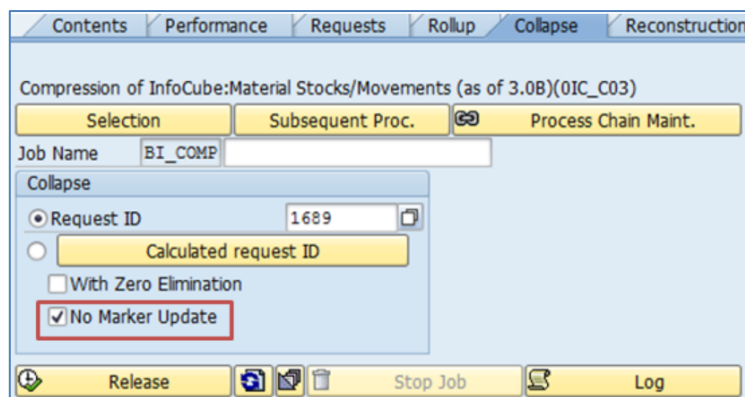 Contents Performance Requests Rollup Collapse Reconstruction
Compression of InfoCube:Material Stocks/Movements (as of 3.0B)(0IC_C03)
Selection Subsequent Proc. Process Chain Maint.
Job Name BI_COMP
Collapse
Request ID 1689
Calculated request ID
With Zero Elimination
No Marker Update
Release Stop Job Log